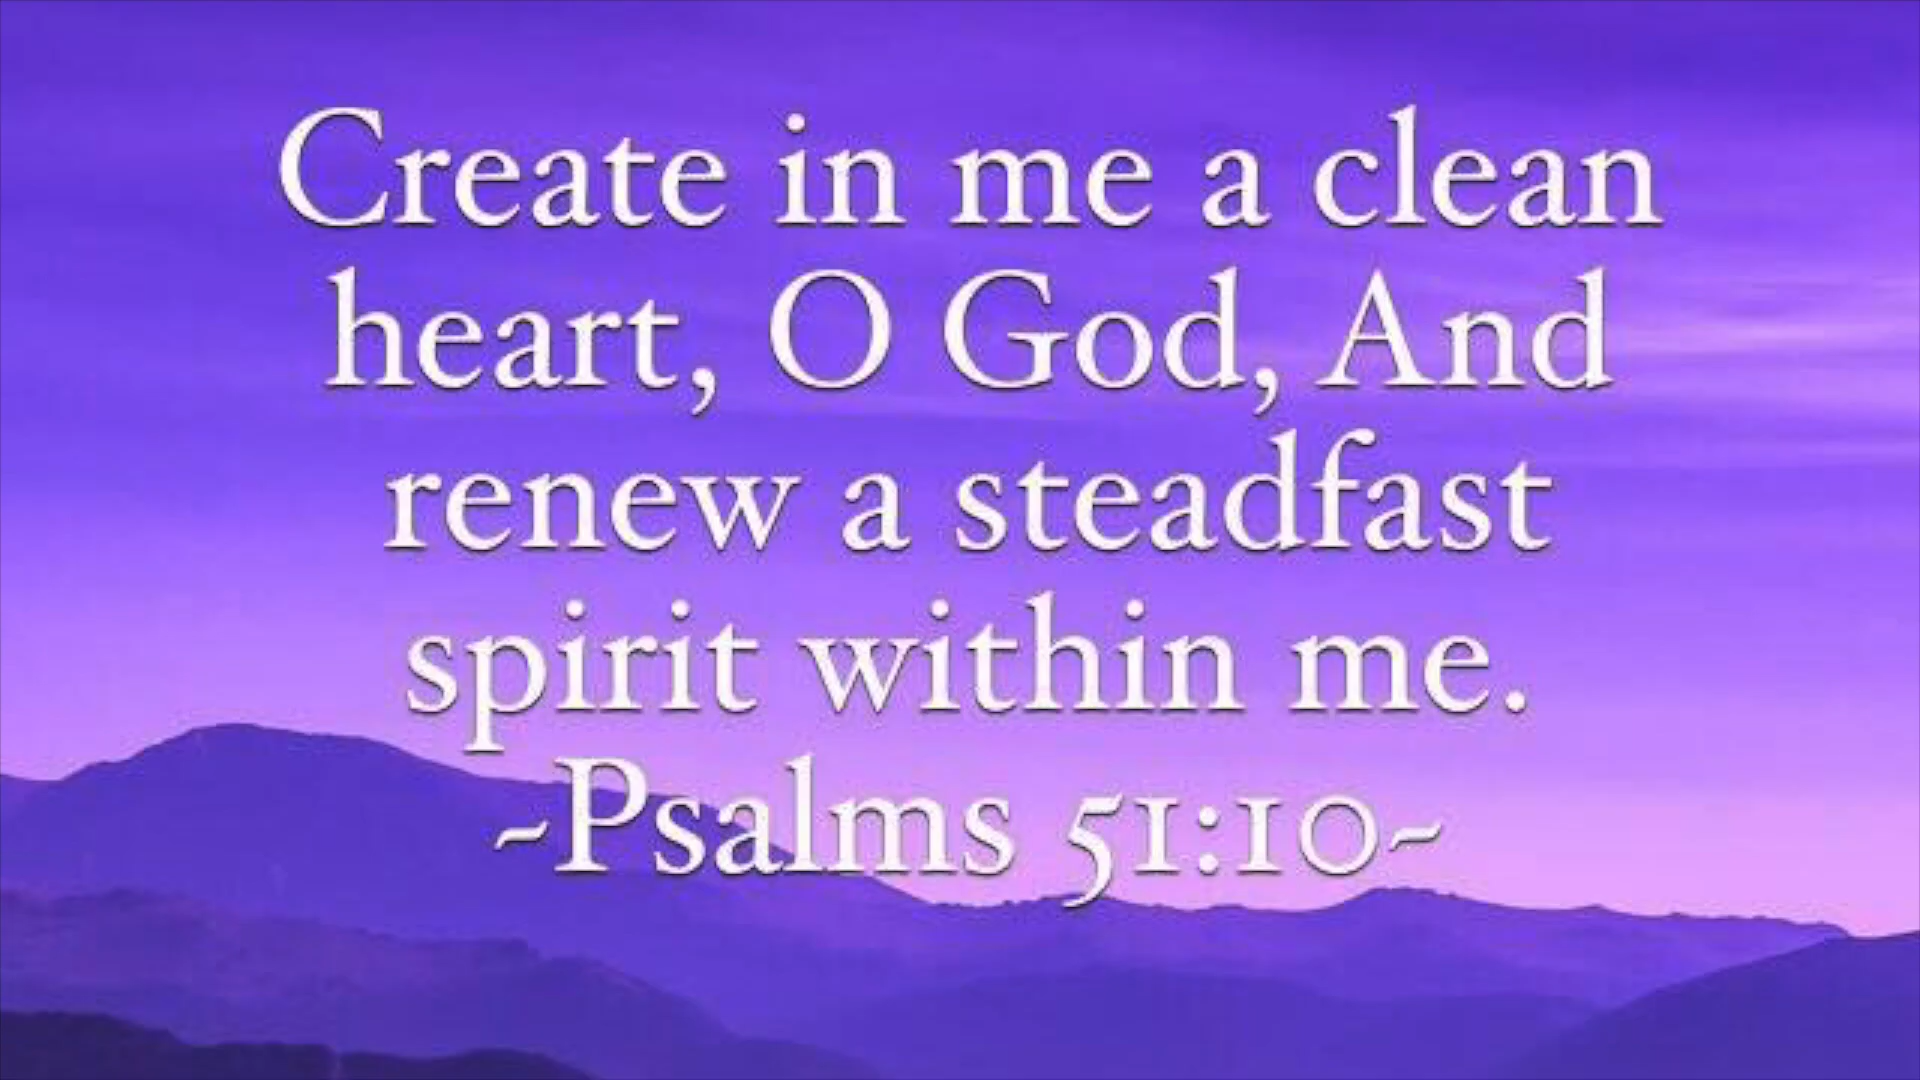 Create in me a clean
heart, O God, And
renew a steadfast
spirit within me.
-Psalms 51:10-